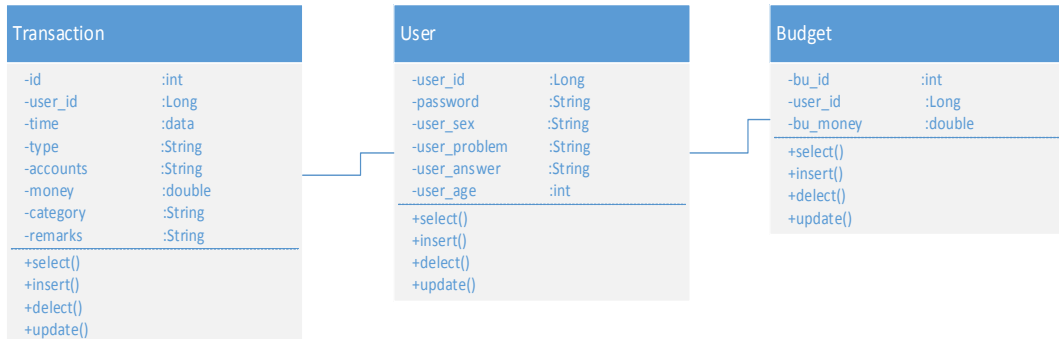 Transaction
-id :int
-user_id :Long
-time :data
-type :String
-accounts :String
-money :double
-category :String
-remarks :String
+select()
+insert()
+delect()
+update()
User
-user_id :Long
-password :String
-user_sex :String
-user_problem :String
-user_answer :String
-user_age :int
+select()
+insert()
+delect()
+update()
Budget
-bu_id :int
-user_id :Long
-bu_money :double
+select()
+insert()
+delect()
+update()